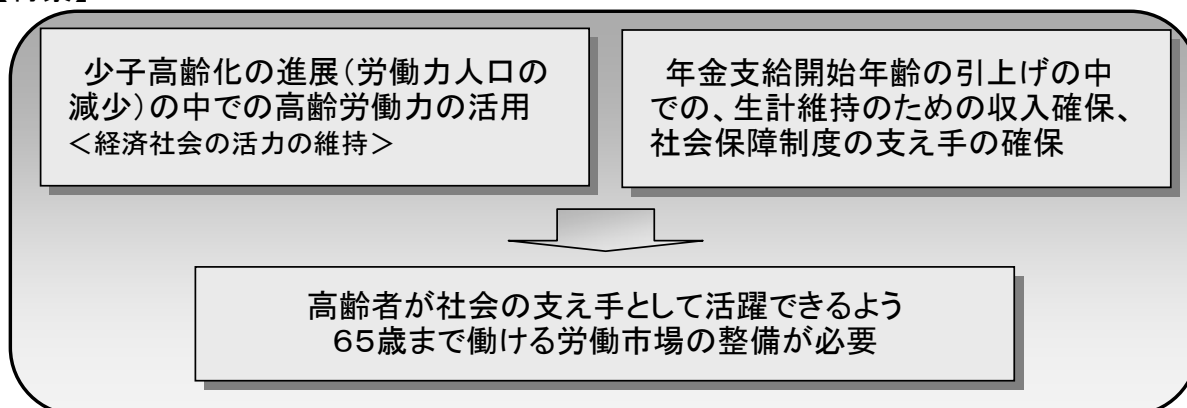 少子高齢化の進展（労働力人口の
減少）の中での高齢労働力の活用
＜経済社会の活力の維持＞
年金支給開始年齢の引上げの中
での、生計維持のための収入確保、
社会保障制度の支え手の確保
高齢者が社会の支え手として活躍できるよう
６５歳まで働ける労働市場の整備が必要